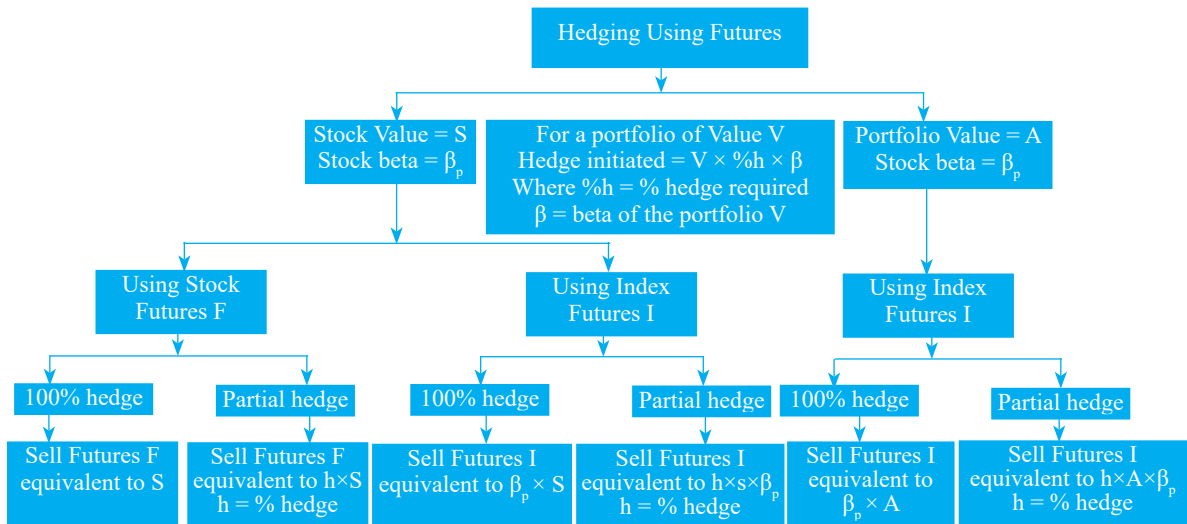 Hedging Using Futures
Stock Value = S
Stock beta = βp
For a portfolio of Value V
Hedge initiated = V × %h × β
Where %h = % hedge required
β = beta of the portfolio V
Portfolio Value = A
Stock beta = βp
Using Stock
Futures F
Using Index
Futures I
Using Index
Futures I
100% hedge
Partial hedge
100% hedge
Partial hedge
100% hedge
Partial hedge
Sell Futures F
equivalent to S
Sell Futures F
equivalent to h×S
h = % hedge
Sell Futures I
equivalent to βp × S
Sell Futures I
equivalent to h×s×βp
h = % hedge
Sell Futures I
equivalent to
βp × A
Sell Futures I
equivalent to h×A×βp
h = % hedge